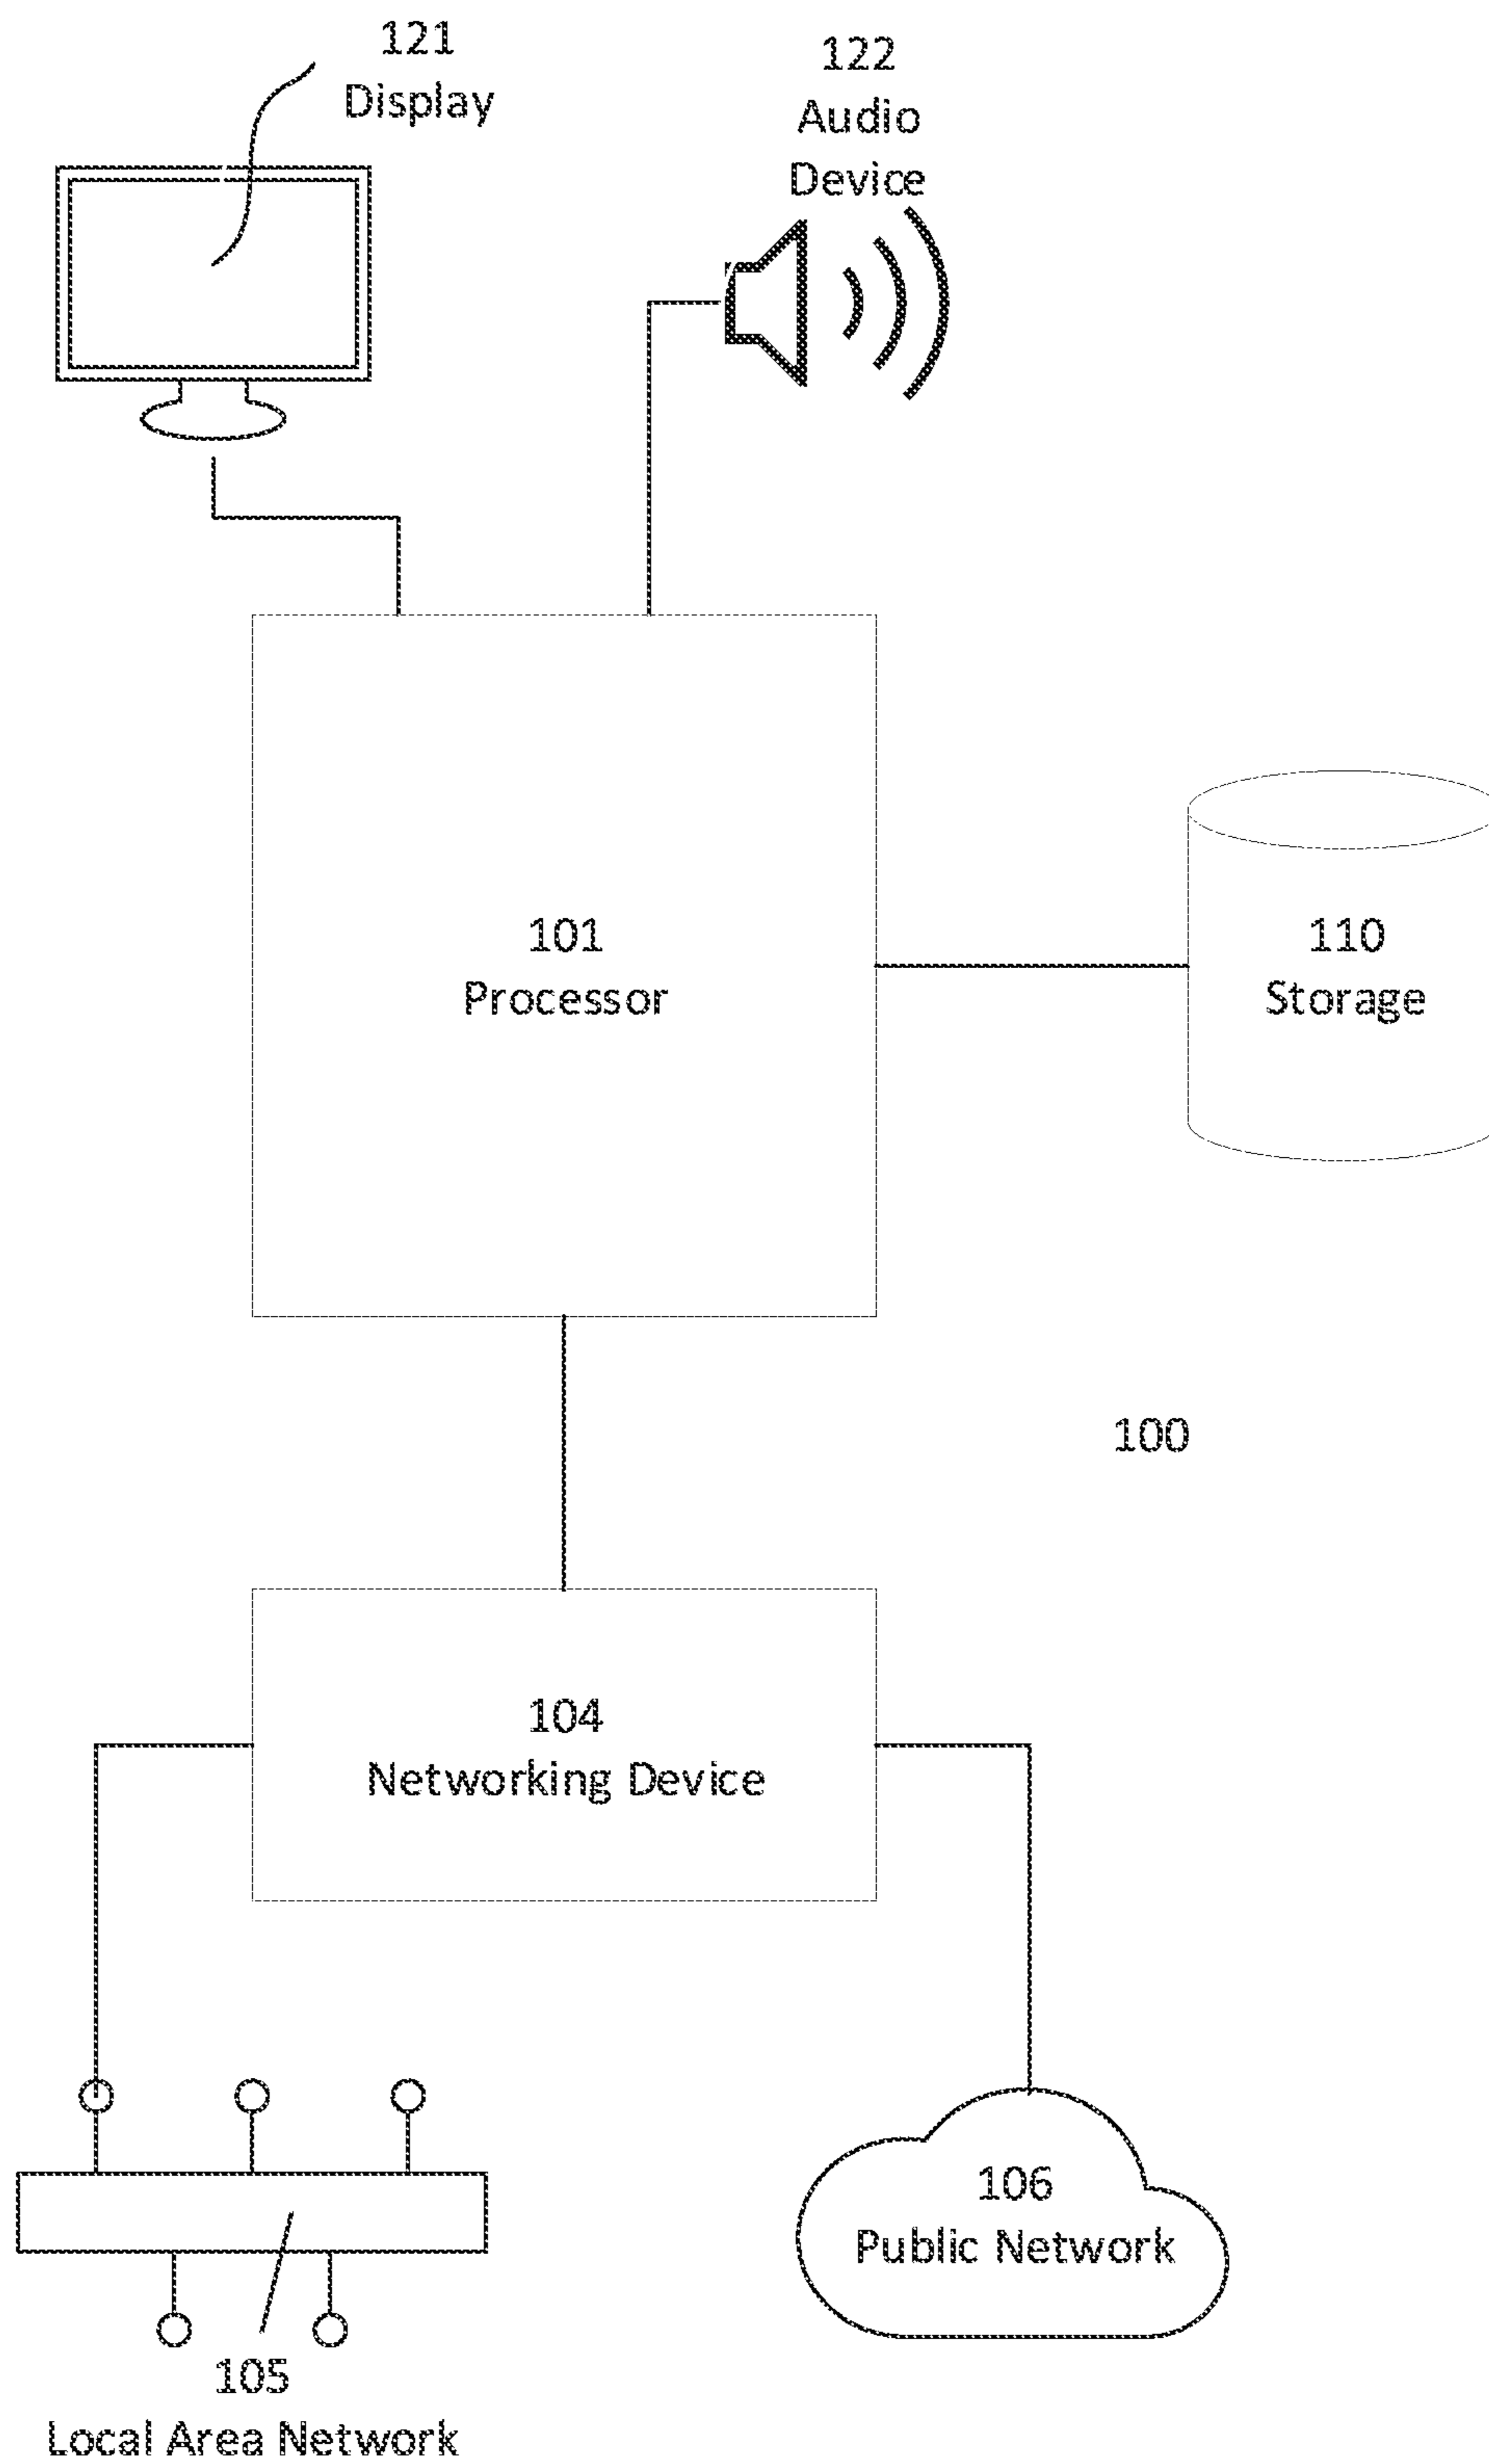 121
Display
122
Audio
Device
101
Processor
110
Storage
100
104
Networking Device
106
Public Network
105
Local Area Network